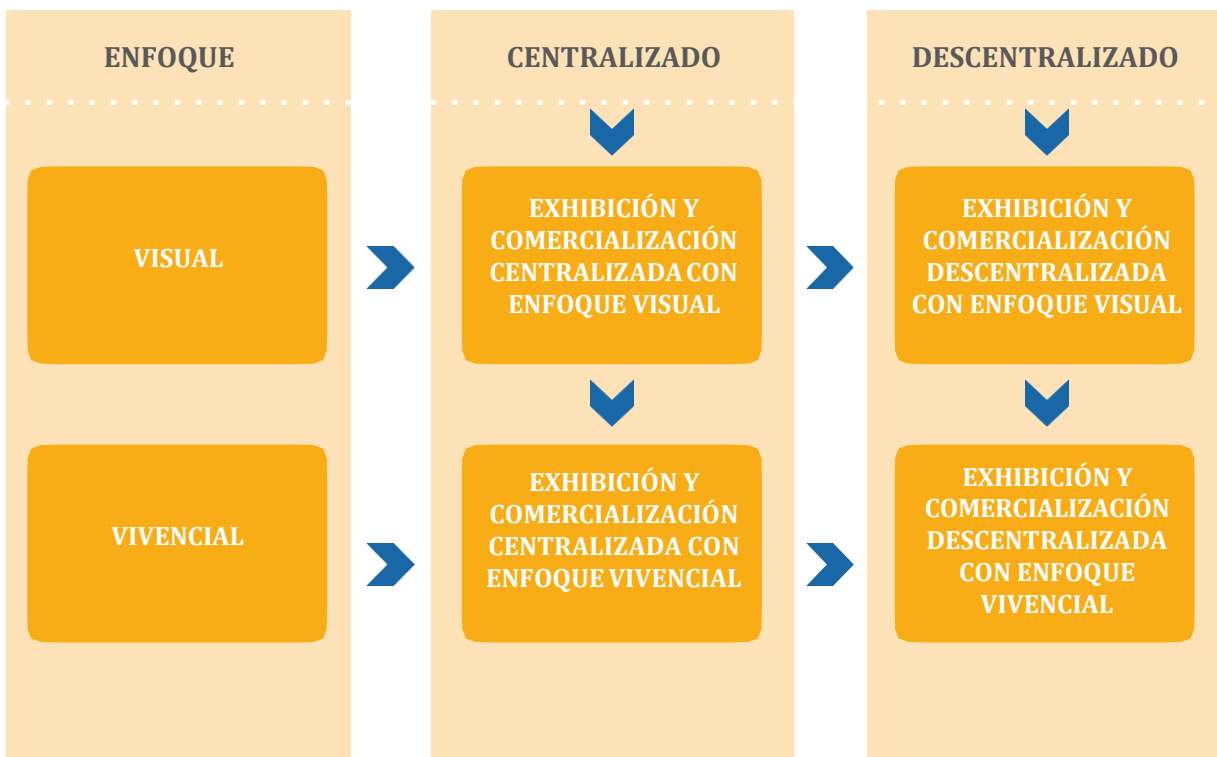 ENFOQUE
CENTRALIZADO
DESCENTRALIZADO
VISUAL
EXHIBICIÓN Y
COMERCIALIZACIÓN
CENTRALIZADA CON
ENFOQUE VISUAL
EXHIBICIÓN Y
COMERCIALIZACIÓN
DESCENTRALIZADA
CON ENFOQUE VISUAL
VIVENCIAL
EXHIBICIÓN Y
COMERCIALIZACIÓN
CENTRALIZADA CON
ENFOQUE VIVENCIAL
EXHIBICIÓN Y
COMERCIALIZACIÓN
DESCENTRALIZADA
CON ENFOQUE
VIVENCIAL